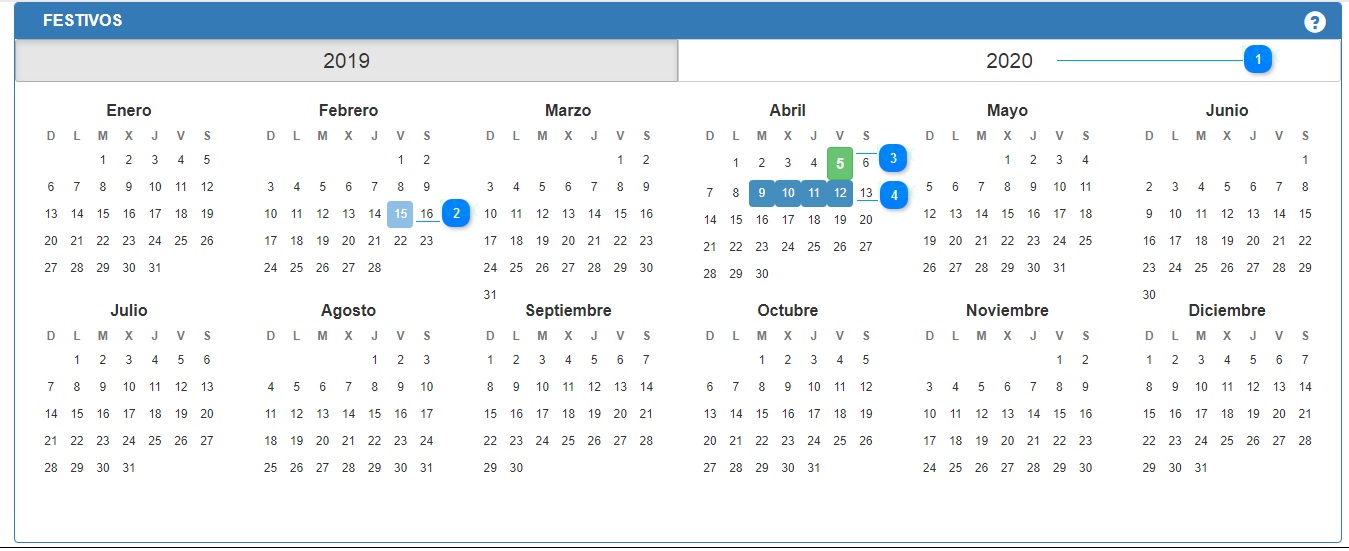 FESTIVOS ?
2019
2020 1
Enero
D L M X J V S
1 2 3 4 5
6 7 8 9 10 11 12
13 14 15 16 17 18 19
20 21 22 23 24 25 26
27 28 29 30 31
Febrero
D L M X J V S
1 2
3 4 5 6 7 8 9
10 11 12 13 14 15 16 2
17 18 19 20 21 22 23
24 25 26 27 28
Marzo
D L M X J V S
1 2
3 4 5 6 7 8 9
10 11 12 13 14 15 16
17 18 19 20 21 22 23
24 25 26 27 28 29 30
31
Abril
D L M X J V S
1 2 3 4 5 6 3
7 8 9 10 11 12 13 4
14 15 16 17 18 19 20
21 22 23 24 25 26 27
28 29 30
Mayo
D L M X J V S
1 2 3 4
5 6 7 8 9 10 11
12 13 14 15 16 17 18
19 20 21 22 23 24 25
26 27 28 29 30 31
Junio
D L M X J V S
1
2 3 4 5 6 7 8
9 10 11 12 13 14 15
16 17 18 19 20 21 22
23 24 25 26 27 28 29
30
Julio
D L M X J V S
1 2 3 4 5 6
7 8 9 10 11 12 13
14 15 16 17 18 19 20
21 22 23 24 25 26 27
28 29 30 31
Agosto
D L M X J V S
1 2 3
4 5 6 7 8 9 10
11 12 13 14 15 16 17
18 19 20 21 22 23 24
25 26 27 28 29 30 31
Septiembre
D L M X J V S
1 2 3 4 5 6 7
8 9 10 11 12 13 14
15 16 17 18 19 20 21
22 23 24 25 26 27 28
29 30
Octubre
D L M X J V S
1 2 3 4 5
6 7 8 9 10 11 12
13 14 15 16 17 18 19
20 21 22 23 24 25 26
27 28 29 30 31
Noviembre
D L M X J V S
1 2
3 4 5 6 7 8 9
10 11 12 13 14 15 16
17 18 19 20 21 22 23
24 25 26 27 28 29 30
Diciembre
D L M X J V S
1 2 3 4 5 6 7
8 9 10 11 12 13 14
15 16 17 18 19 20 21
22 23 24 25 26 27 28
29 30 31